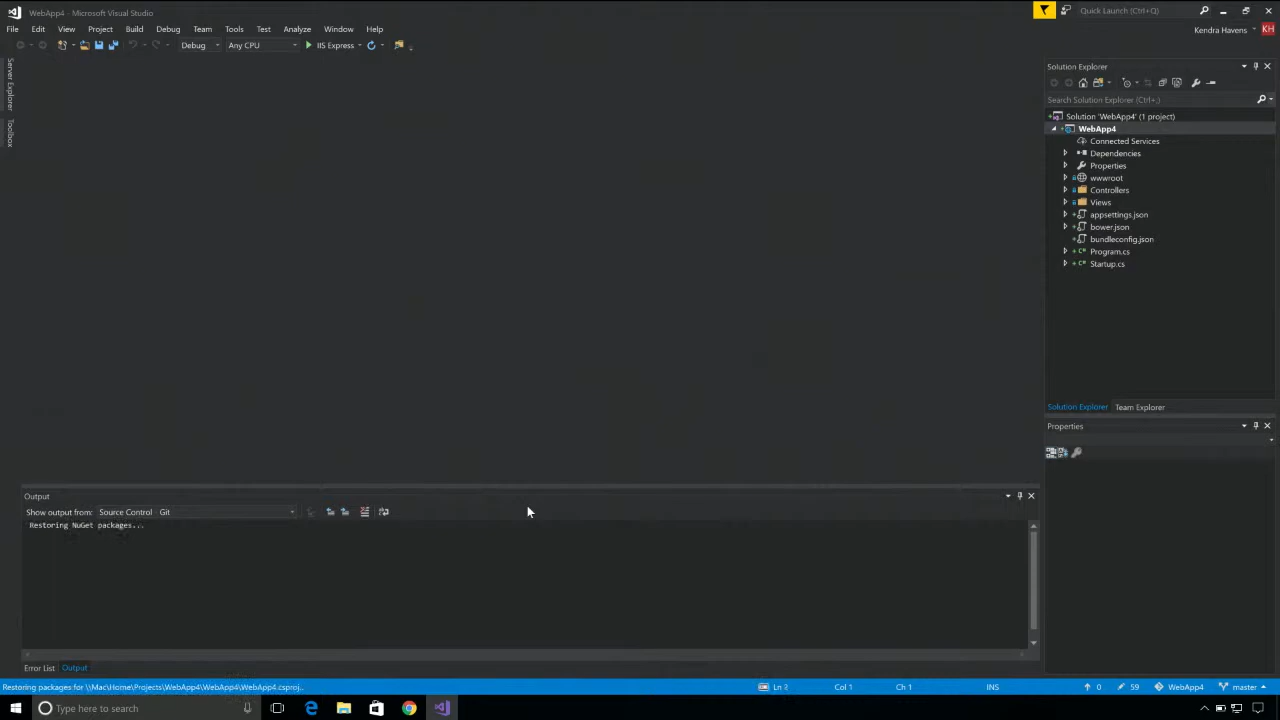 WebApp4 - Microsoft Visual Studio
Quick Launch (Ctrl+Q)
File Edit View Project Build Debug Team Tools Test Analyze Window Help
Kendra Havens KH
Debug Any CPU IIS Express
Server Explorer
Toolbox
Solution Explorer
Search Solution Explorer (Ctrl+;)
Solution 'WebApp4' (1 project)
WebApp4
Connected Services
Dependencies
Properties
wwwroot
Controllers
Views
appsettings.json
bower.json
bundleconfig.json
C# Program.cs
C# Startup.cs
Solution Explorer Team Explorer
Properties
Output
Show output from: Source Control - Git
Restoring NuGet packages...
Error List Output
Restoring packages for \\Mac\Home\Projects\WebApp4\WebApp4\WebApp4.csproj...
Ln 2 Col 1 Ch 1 INS 0 59 WebApp4 master
Type here to search